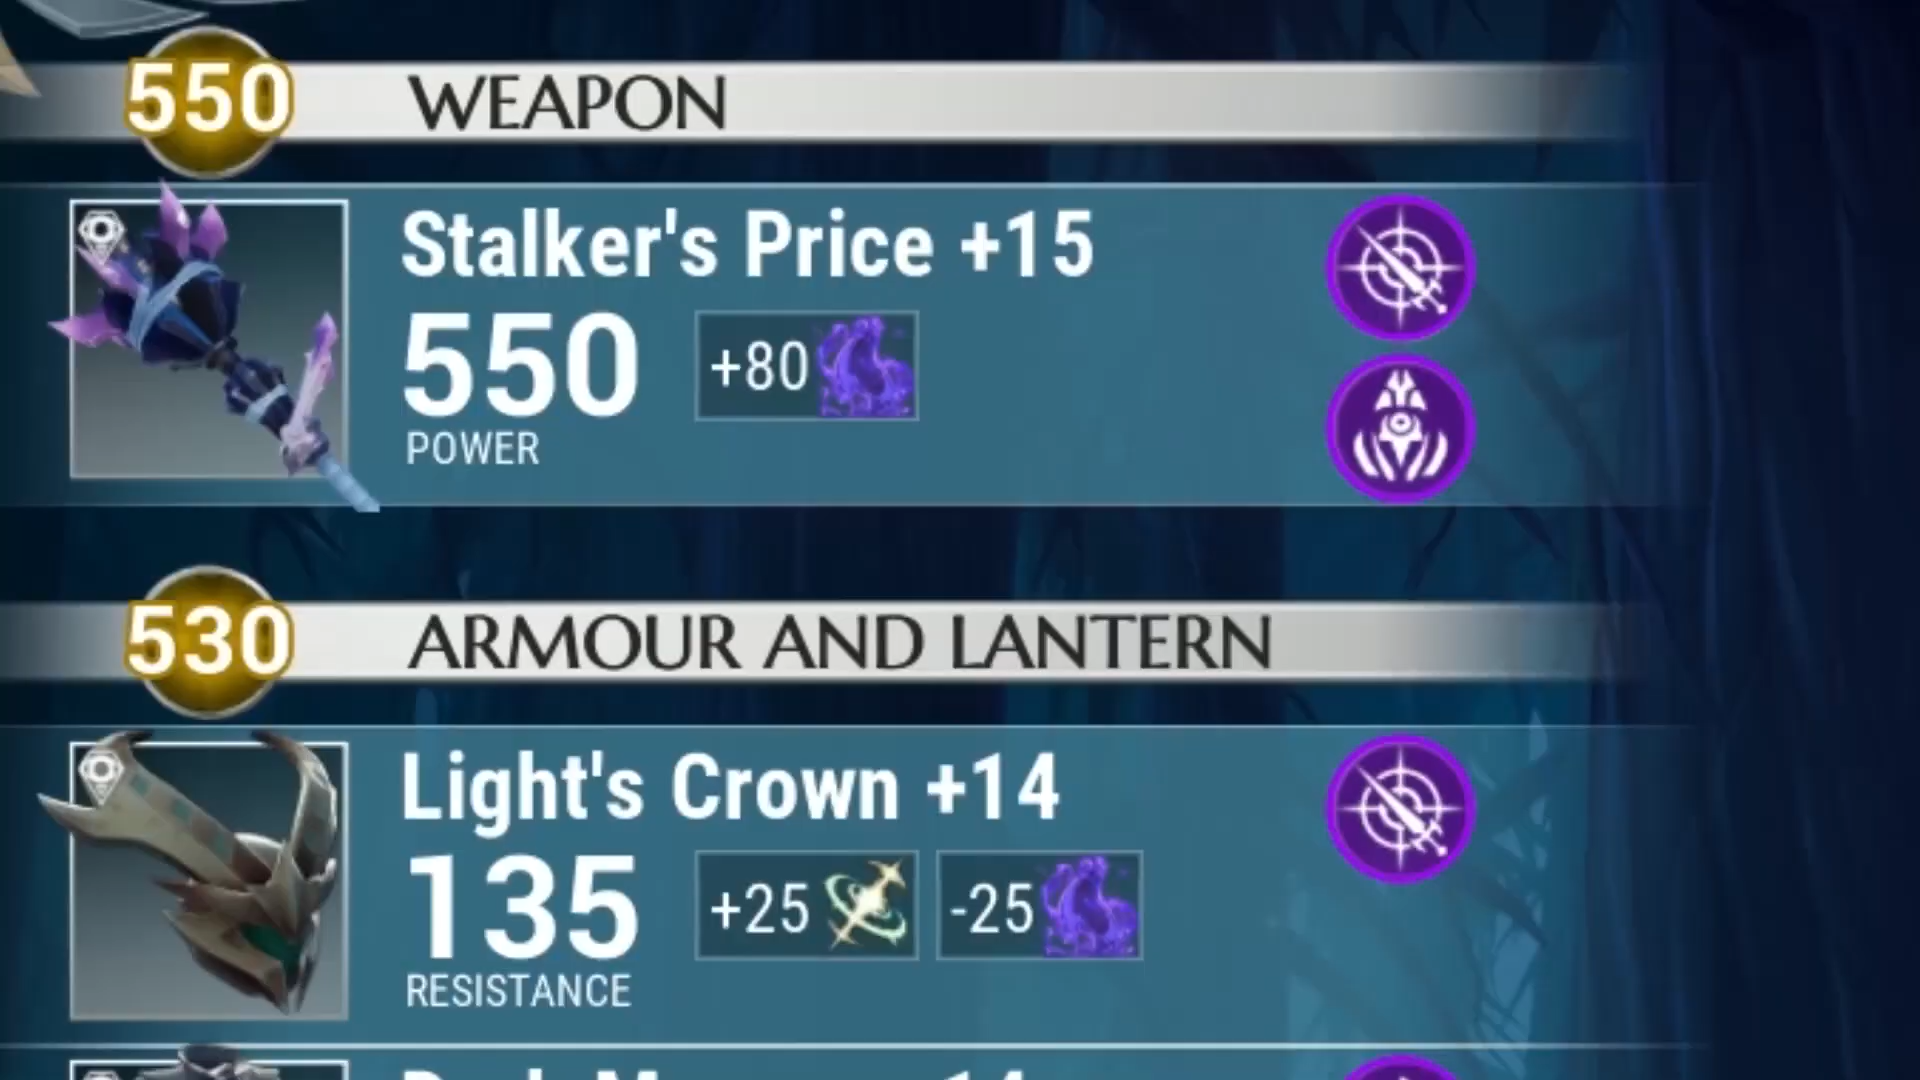 550 WEAPON
Stalker's Price +15
550 +80
POWER
530 ARMOUR AND LANTERN
Light's Crown +14
135 +25 -25
RESISTANCE